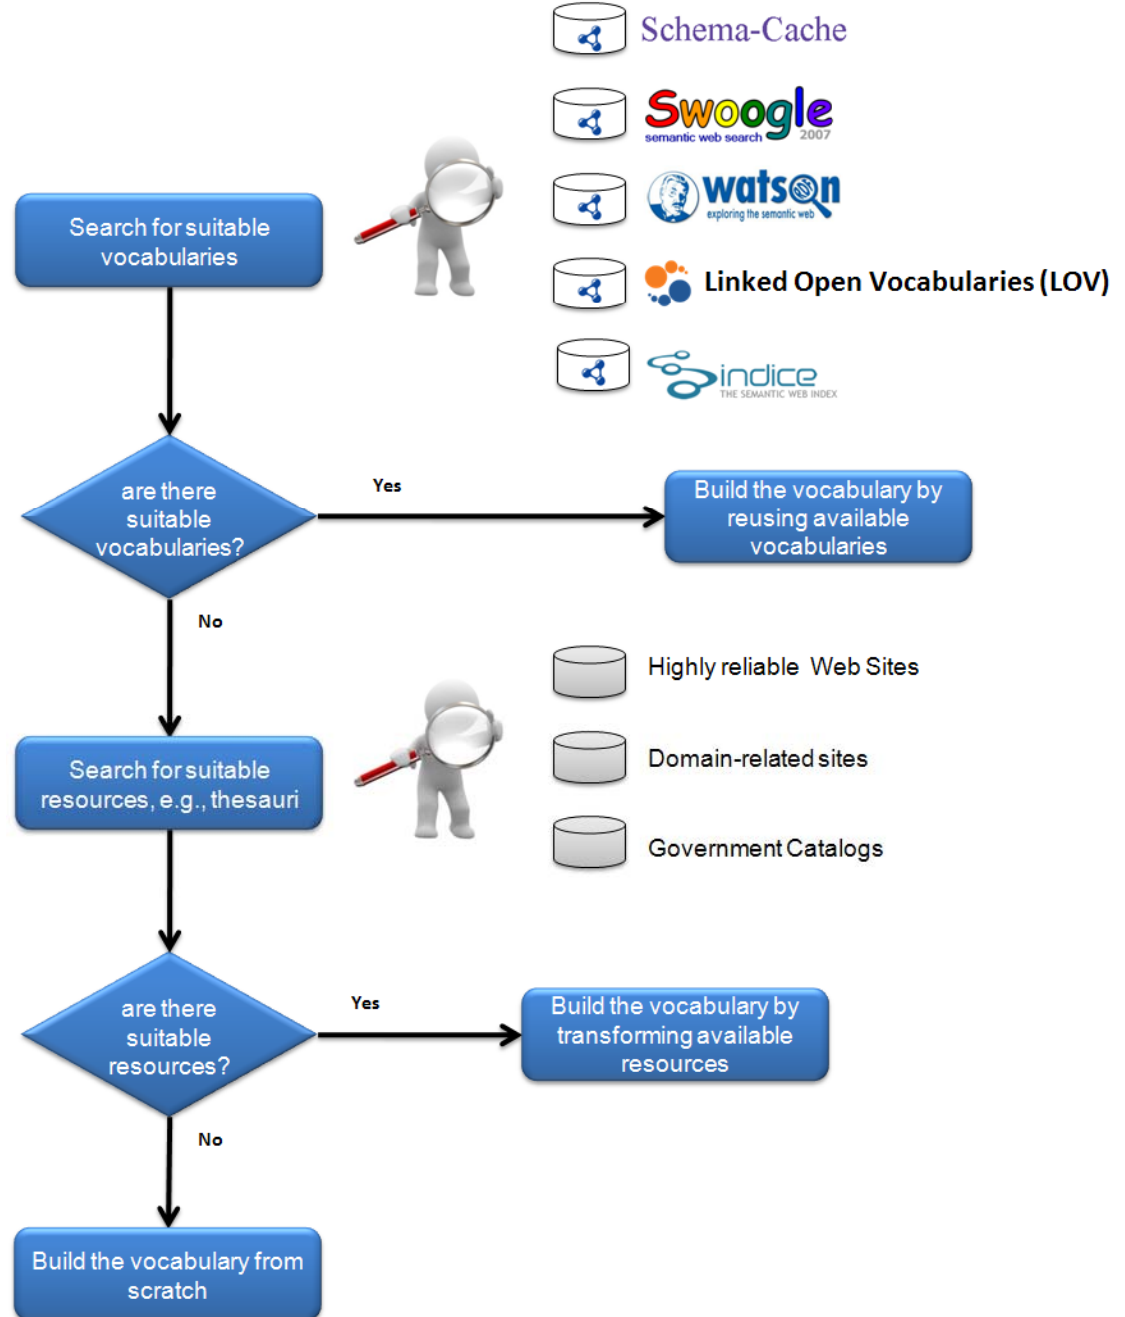 Schema-Cache
Swoogle
semantic web search 2007
watson
exploring the semantic web
Search for suitable
vocabularies
Linked Open Vocabularies (LOV)
Sindice
THE SEMANTIC WEB INDEX
are there
suitable
vocabularies?
Yes
Build the vocabulary by
reusing available
vocabularies
No
Highly reliable Web Sites
Search for suitable
resources, e.g., thesauri
Domain-related sites
Government Catalogs
are there
suitable
resources?
Yes
Build the vocabulary by
transforming available
resources
No
Build the vocabulary from
scratch